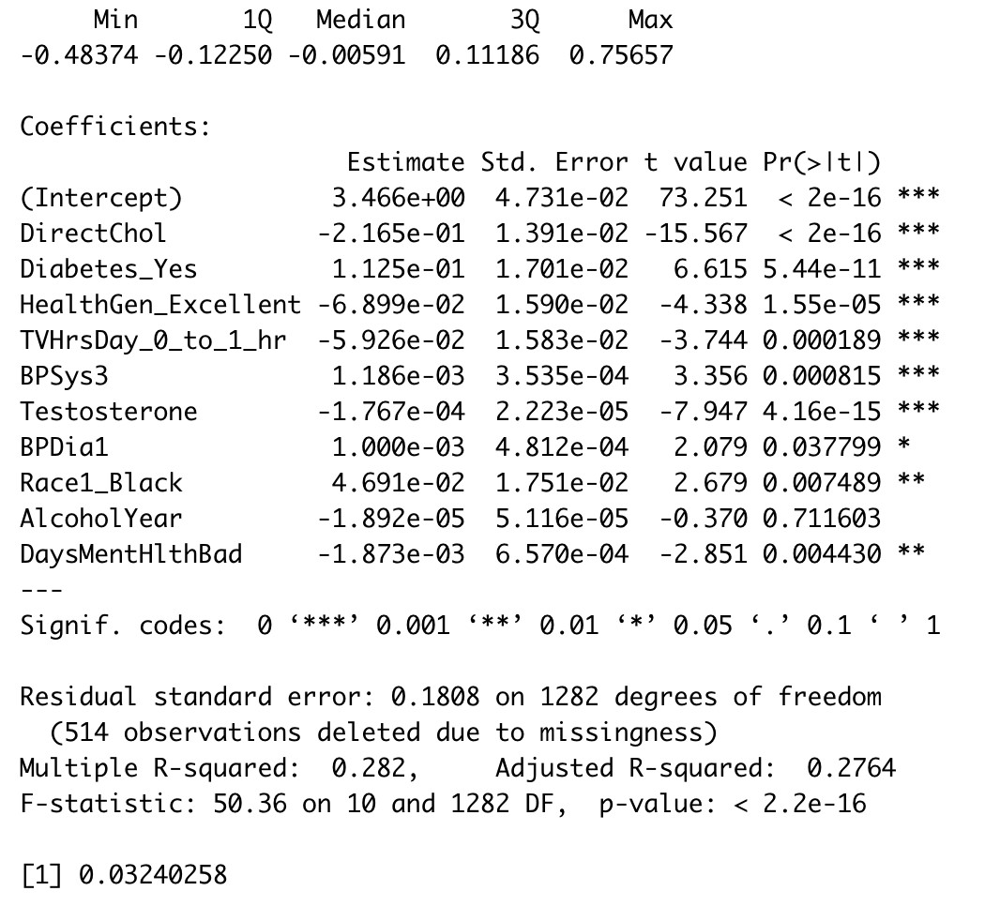 Min 1Q Median 3Q Max
-0.48374 -0.12250 -0.00591 0.11186 0.75657
Coefficients:
Estimate Std. Error t value Pr(>|t|)
(Intercept) 3.466e+00 4.731e-02 73.251 < 2e-16 ***
DirectChol -2.165e-01 1.391e-02 -15.567 < 2e-16 ***
Diabetes_Yes 1.125e-01 1.701e-02 6.615 5.44e-11 ***
HealthGen_Excellent -6.899e-02 1.590e-02 -4.338 1.55e-05 ***
TVHrsDay_0_to_1_hr -5.926e-02 1.583e-02 -3.744 0.000189 ***
BPSys3 1.186e-03 3.535e-04 3.356 0.000815 ***
Testosterone -1.767e-04 2.223e-05 -7.947 4.16e-15 ***
BPDia1 1.000e-03 4.812e-04 2.079 0.037799 *
Race1_Black 4.691e-02 1.751e-02 2.679 0.007489 **
AlcoholYear -1.892e-05 5.116e-05 -0.370 0.711603
DaysMentHlthBad -1.873e-03 6.570e-04 -2.851 0.004430 **
---
Signif. codes: 0 ‘***’ 0.001 ‘**’ 0.01 ‘*’ 0.05 ‘.’ 0.1 ‘ ’ 1
Residual standard error: 0.1808 on 1282 degrees of freedom
(514 observations deleted due to missingness)
Multiple R-squared: 0.282, Adjusted R-squared: 0.2764
F-statistic: 50.36 on 10 and 1282 DF, p-value: < 2.2e-16
[1] 0.03240258